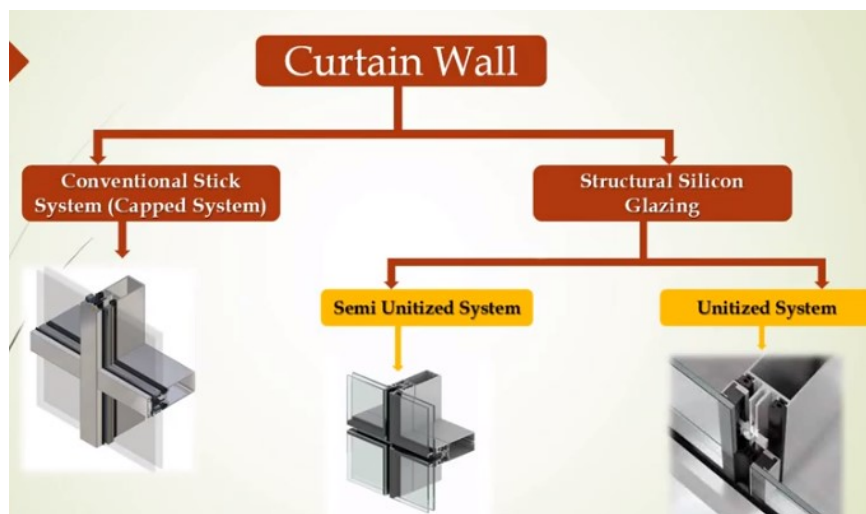 Curtain Wall
Conventional Stick
System (Capped System)
Structural Silicon
Glazing
Semi Unitized System
Unitized System